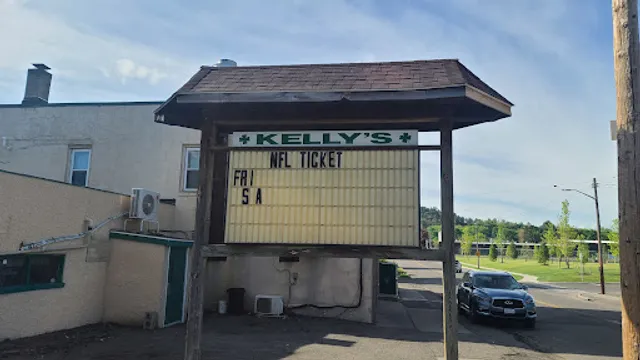 KELLY'S
NFL TICKET
FRI
SA